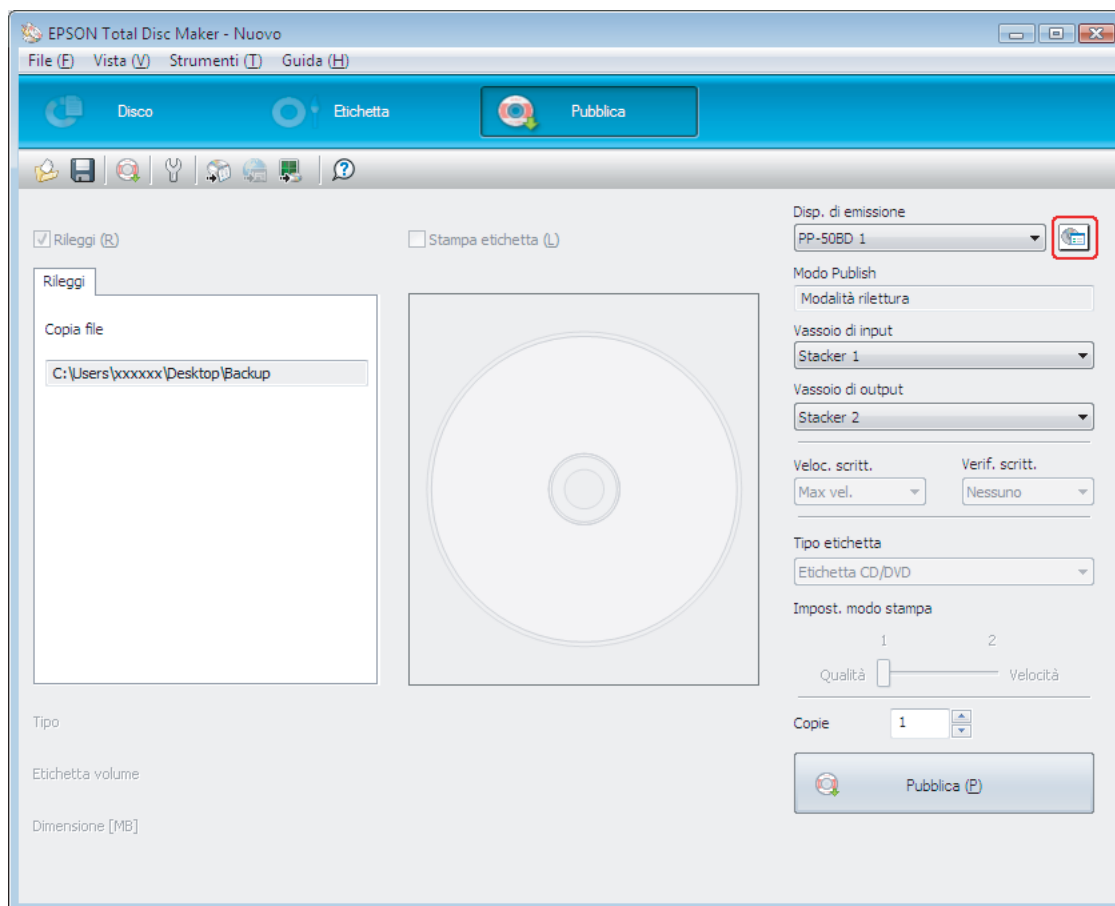 EPSON Total Disc Maker - Nuovo
File (F) Vista (V) Strumenti (T) Guida (H)
Disco Etichetta Pubblica
Rileggi (R)
Rileggi
Copia file
C:\Users\xxxxxx\Desktop\Backup
Tipo
Etichetta volume
Dimensione [MB]
Stampa etichetta (L)
Disp. di emissione
PP-50BD 1
Modo Publish
Modalità rilettura
Vassoio di input
Stacker 1
Vassoio di output
Stacker 2
Veloc. scritt. Verif. scritt.
Max vel. Nessuno
Tipo etichetta
Etichetta CD/DVD
Impost. modo stampa
1 2
Qualità Velocità
Copie 1
Pubblica (P)